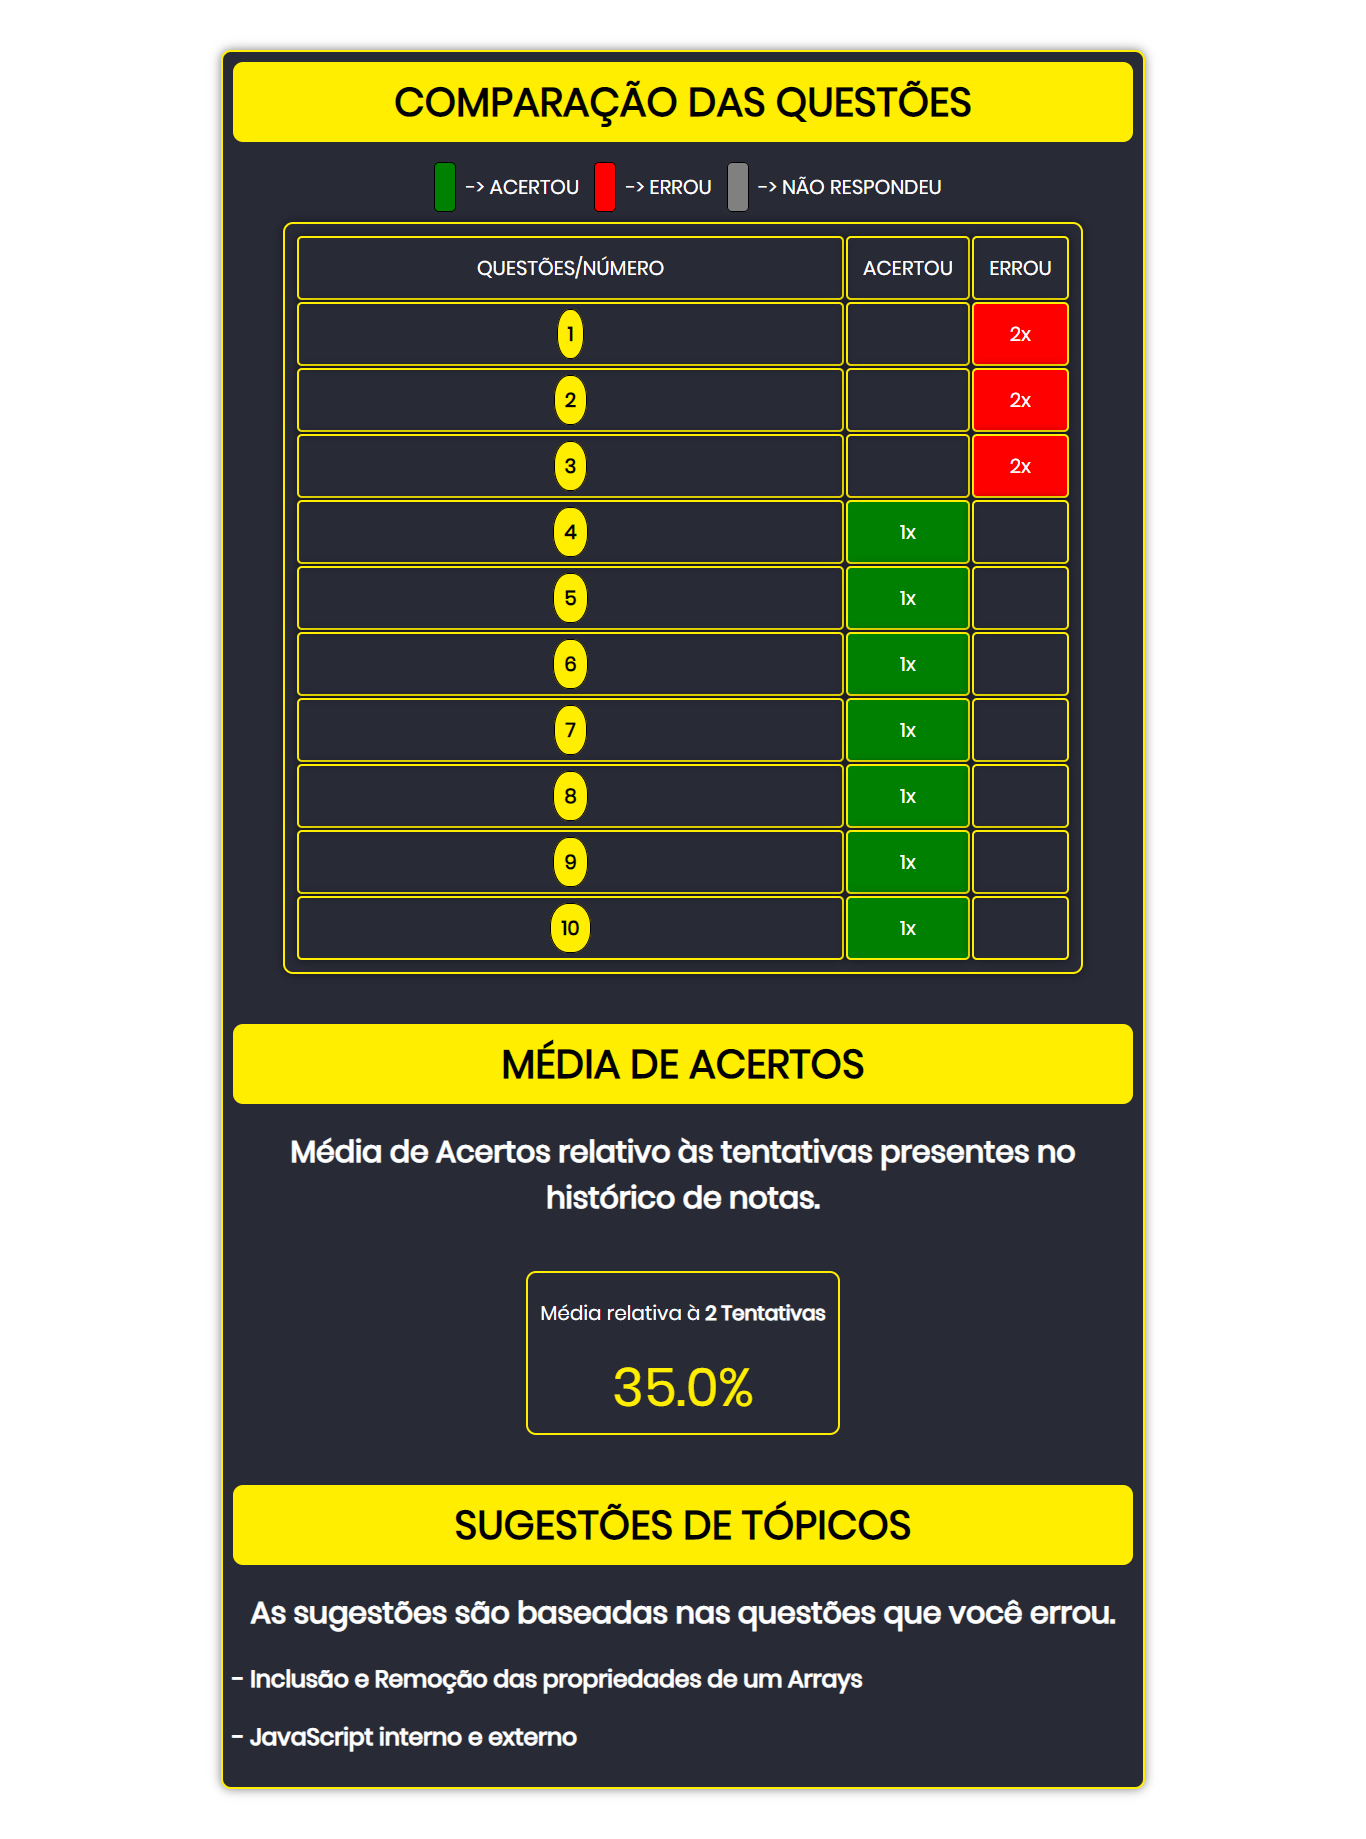 COMPARAÇÃO DAS QUESTÕES
-> ACERTOU -> ERROU -> NÃO RESPONDEU
QUESTÕES/NÚMERO ACERTOU ERROU
1 2x
2 2x
3 2x
4 1x
5 1x
6 1x
7 1x
8 1x
9 1x
10 1x
MÉDIA DE ACERTOS
Média de Acertos relativo às tentativas presentes no
histórico de notas.
Média relativa à 2 Tentativas
35.0%
SUGESTÕES DE TÓPICOS
As sugestões são baseadas nas questões que você errou.
- Inclusão e Remoção das propriedades de um Arrays
- JavaScript interno e externo